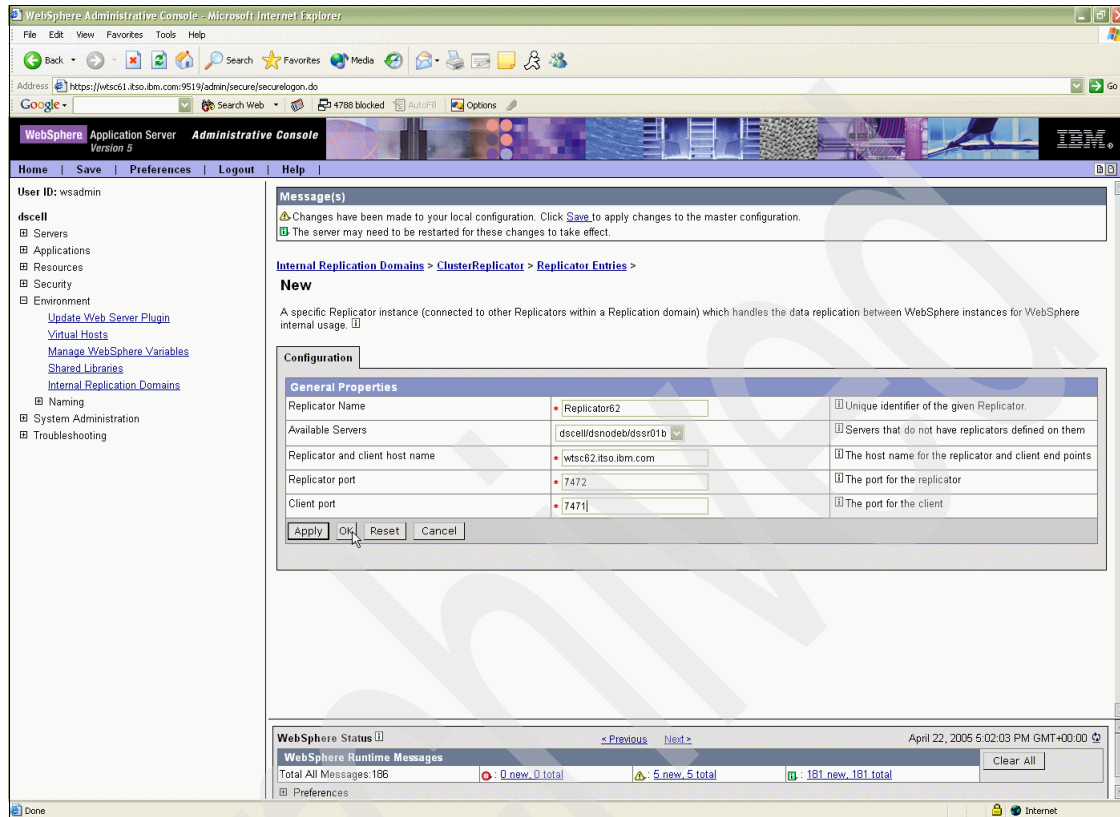 WebSphere Administrative Console - Microsoft Internet Explorer
File Edit View Favorites Tools Help
Back Search Favorites Media
Address https://wtsc61.itso.ibm.com:9519/admin/secure/securelogon.do Go
Google Search Web 4788 blocked AutoFill Options
WebSphere Application Server Administrative Console
Version 5
IBM.
Home | Save | Preferences | Logout | Help |
User ID: wsadmin
dscell
Servers
Applications
Resources
Security
Environment
Update Web Server Plugin
Virtual Hosts
Manage WebSphere Variables
Shared Libraries
Internal Replication Domains
Naming
System Administration
Troubleshooting
Message(s)
Changes have been made to your local configuration. Click Save to apply changes to the master configuration.
The server may need to be restarted for these changes to take effect.
Internal Replication Domains > ClusterReplicator > Replicator Entries >
New
A specific Replicator instance (connected to other Replicators within a Replication domain) which handles the data replication between WebSphere instances for WebSphere
internal usage. i
Configuration
General Properties
Replicator Name * Replicator62 i Unique identifier of the given Replicator.
Available Servers dscell/dsnodeb/dssr01b i Servers that do not have replicators defined on them
Replicator and client host name * wtsc62.itso.ibm.com i The host name for the replicator and client end points
Replicator port * 7472 i The port for the replicator
Client port * 7471 i The port for the client
Apply OK Reset Cancel
WebSphere Status i < Previous Next > April 22, 2005 5:02:03 PM GMT+00:00
WebSphere Runtime Messages Clear All
Total All Messages:186 : 0 new, 0 total : 5 new, 5 total : 181 new, 181 total
Preferences
Done Internet